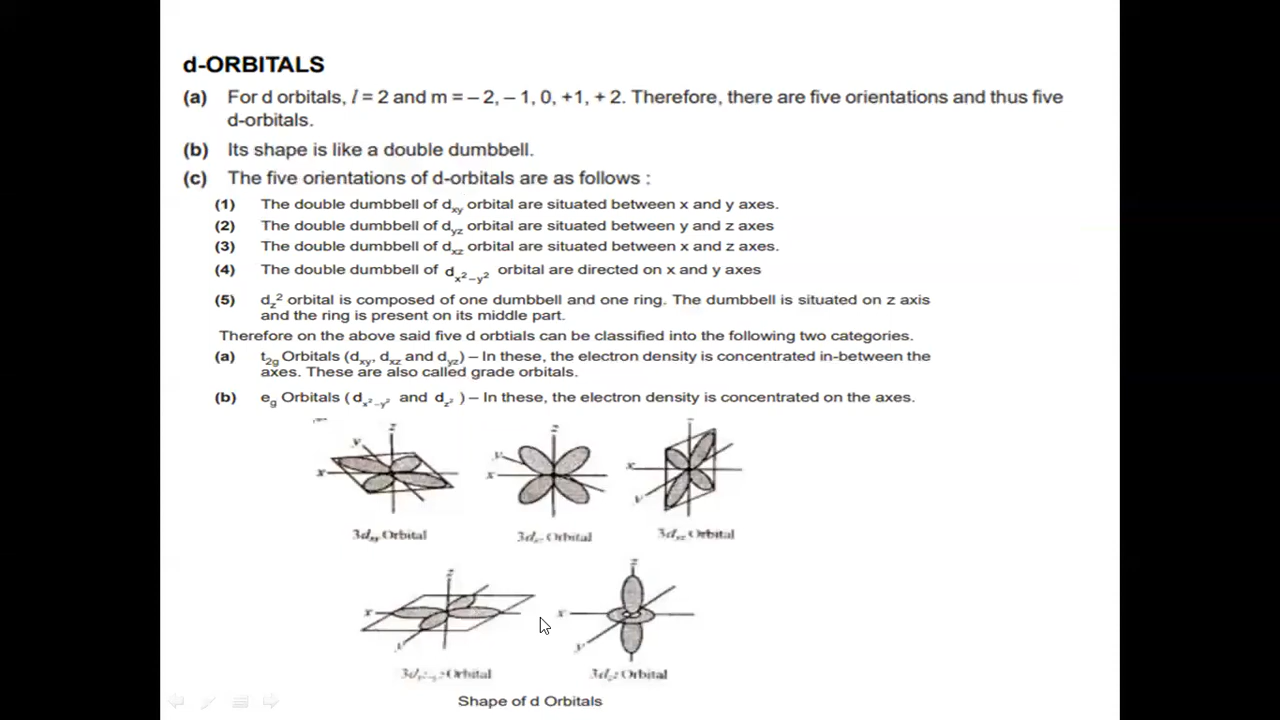 d-ORBITALS
(a) For d orbitals, l = 2 and m = – 2, – 1, 0, +1, + 2. Therefore, there are five orientations and thus five
d-orbitals.
(b) Its shape is like a double dumbbell.
(c) The five orientations of d-orbitals are as follows :
(1) The double dumbbell of dxy orbital are situated between x and y axes.
(2) The double dumbbell of dyz orbital are situated between y and z axes
(3) The double dumbbell of dxz orbital are situated between x and z axes.
(4) The double dumbbell of dx²–y² orbital are directed on x and y axes
(5) dz² orbital is composed of one dumbbell and one ring. The dumbbell is situated on z axis
and the ring is present on its middle part.
Therefore on the above said five d orbtials can be classified into the following two categories.
(a) t2g Orbitals (dxy, dxz and dyz) – In these, the electron density is concentrated in-between the
axes. These are also called grade orbitals.
(b) eg Orbitals ( dx²–y² and dz² ) – In these, the electron density is concentrated on the axes.
z
y
x
z
y
x
x
y
3dxy Orbital
Orbital
Orbital
z
x
y
z
x
y
Orbital
3dz² Orbital
Shape of d Orbitals